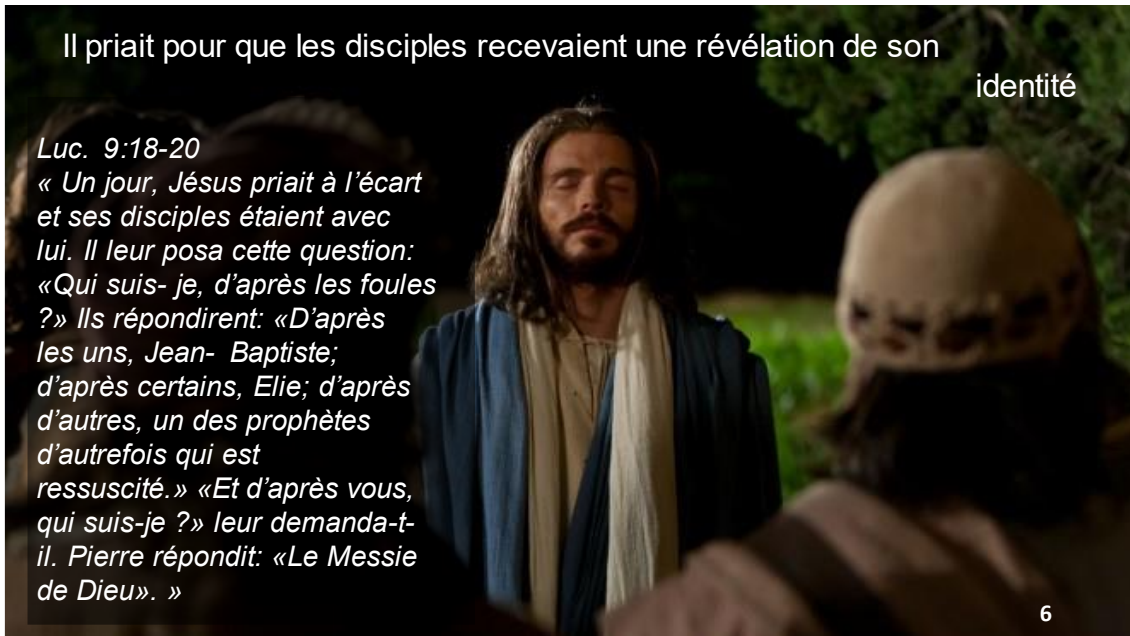 Il priait pour que les disciples recevaient une révélation de son
identité
Luc. 9:18-20
« Un jour, Jésus priait à l’écart
et ses disciples étaient avec
lui. Il leur posa cette question:
«Qui suis- je, d’après les foules
?» Ils répondirent: «D’après
les uns, Jean- Baptiste;
d’après certains, Elie; d’après
d’autres, un des prophètes
d’autrefois qui est
ressuscité.» «Et d’après vous,
qui suis-je ?» leur demanda-t-
il. Pierre répondit: «Le Messie
de Dieu». »
6